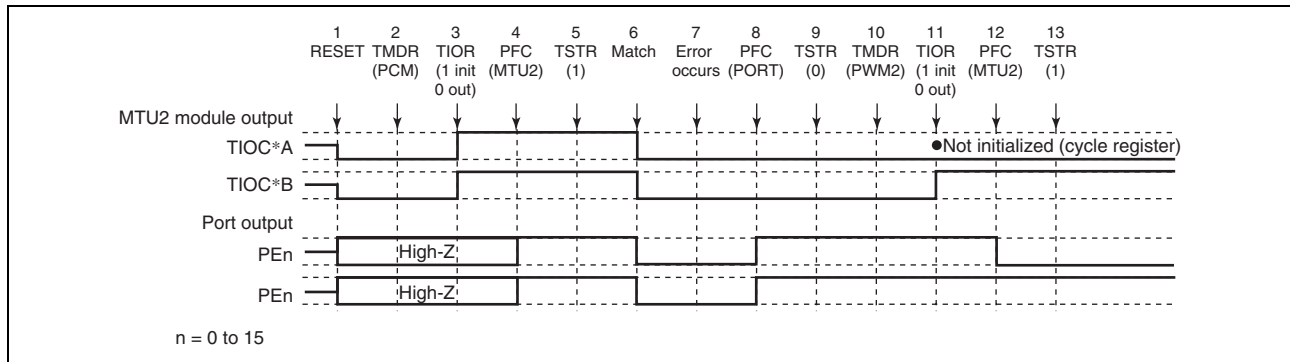 1 2 3 4 5 6 7 8 9 10 11 12 13
RESET TMDR TIOR PFC TSTR Match Error PFC TSTR TMDR TIOR PFC TSTR
(PCM) (1 init (MTU2) (1) occurs (PORT) (0) (PWM2) (1 init (MTU2) (1)
0 out) 0 out)
MTU2 module output
TIOC*A
●Not initialized (cycle register)
TIOC*B
Port output
PEn
High-Z
PEn
High-Z
n = 0 to 15